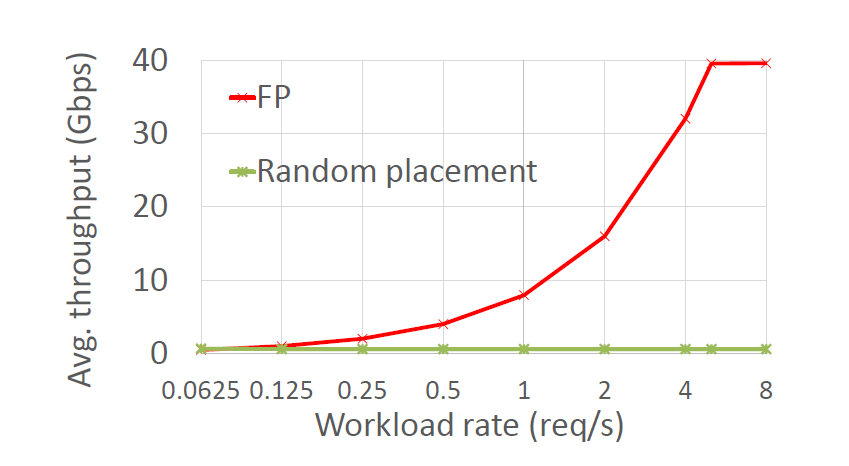 40
30
20
10
0
Avg. throughput (Gbps)
FP
Random placement
0.0625 0.125 0.25 0.5 1 2 4 8
Workload rate (req/s)